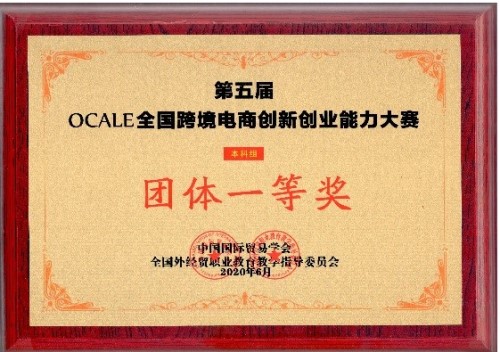 第五届
OCALE全国跨境电商创新创业能力大赛
本科组
团体一等奖
中国国际贸易学会
全国外经贸职业教育教学指导委员会
2020年6月